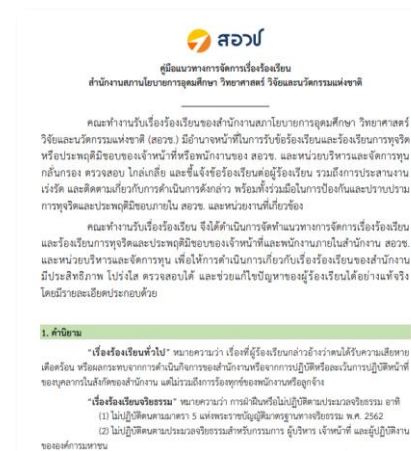 สอวช
คู่มือแนวทางการจัดการเรื่องร้องเรียน
สำนักงานสภานโยบายการอุดมศึกษา วิทยาศาสตร์ วิจัยและนวัตกรรมแห่งชาติ
คณะทำงานรับเรื่องร้องเรียนของสำนักงานสภานโยบายการอุดมศึกษา วิทยาศาสตร์
วิจัยและนวัตกรรมแห่งชาติ (สอวช.) มีอำนาจหน้าที่ในการรับข้อร้องเรียนและร้องเรียนการทุจริต
หรือประพฤติมิชอบของเจ้าหน้าที่หรือพนักงานของ สอวช. และหน่วยบริหารและจัดการทุน
กลั่นกรอง ตรวจสอบ ไกล่เกลี่ย และชี้แจงข้อร้องเรียนต่อผู้ร้องเรียน รวมถึงการประสานงาน
เร่งรัด และติดตามเกี่ยวกับการดำเนินการดังกล่าว พร้อมทั้งร่วมมือในการป้องกันและปราบปราม
การทุจริตและประพฤติมิชอบภายใน สอวช. และหน่วยงานที่เกี่ยวข้อง
คณะทำงานรับเรื่องร้องเรียน จึงได้ดำเนินการจัดทำแนวทางการจัดการเรื่องร้องเรียน
และร้องเรียนการทุจริตและประพฤติมิชอบของเจ้าหน้าที่และพนักงานภายในสำนักงาน สอวช.
และหน่วยบริหารและจัดการทุน เพื่อให้การดำเนินการเกี่ยวกับเรื่องร้องเรียนของสำนักงาน
มีประสิทธิภาพ โปร่งใส ตรวจสอบได้ และช่วยแก้ไขปัญหาของผู้ร้องเรียนได้อย่างแท้จริง
โดยมีรายละเอียดประกอบด้วย
1. คำนิยาม
"เรื่องร้องเรียนทั่วไป" หมายความว่า เรื่องที่ผู้ร้องเรียนกล่าวอ้างว่าตนได้รับความเสียหาย
เดือดร้อน หรือผลกระทบจากการดำเนินกิจการของสำนักงานหรือจากการปฏิบัติหรือละเว้นการปฏิบัติหน้าที่
ของบุคลากรในสังกัดของสำนักงาน แต่ไม่รวมถึงการร้องทุกข์ของพนักงานหรือลูกจ้าง
"เรื่องร้องเรียนจริยธรรม" หมายความว่า การฝ่าฝืนหรือไม่ปฏิบัติตามประมวลจริยธรรม อาทิ
(1) ไม่ปฏิบัติตนตามมาตรา 5 แห่งพระราชบัญญัติมาตรฐานทางจริยธรรม พ.ศ. 2562
(2) ไม่ปฏิบัติตนตามประมวลจริยธรรมสำหรับกรรมการ ผู้บริหาร เจ้าหน้าที่ และผู้ปฏิบัติงาน
ขององค์การมหาชน